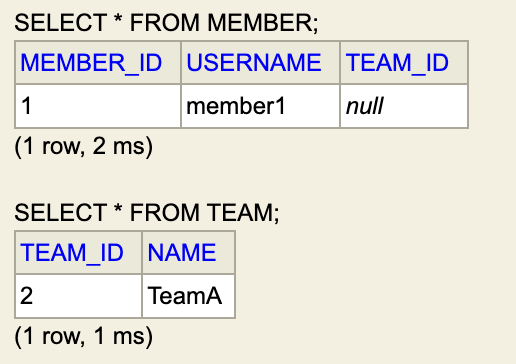 SELECT * FROM MEMBER;
MEMBER_ID USERNAME TEAM_ID
1 member1 null
(1 row, 2 ms)
SELECT * FROM TEAM;
TEAM_ID NAME
2 TeamA
(1 row, 1 ms)